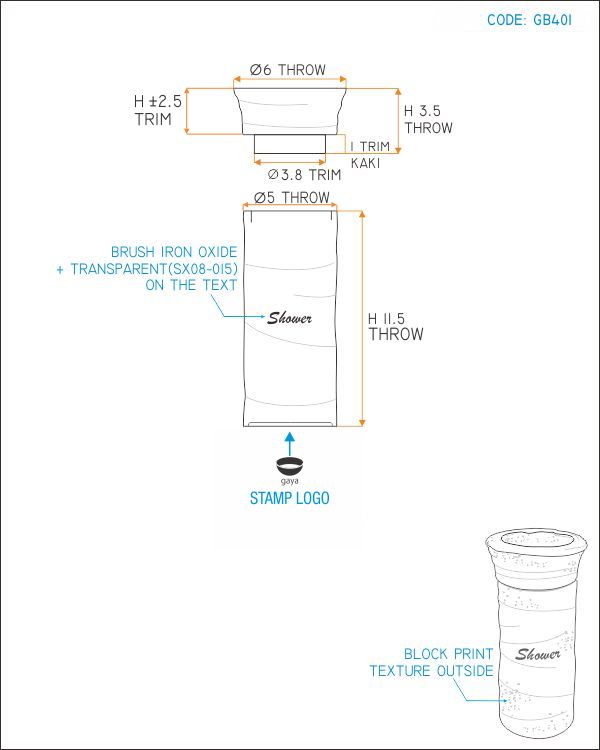 CODE: GB401
Ø6 THROW
H ±2.5
TRIM
H 3.5
THROW
1 TRIM
KAKI
Ø3.8 TRIM
Ø5 THROW
BRUSH IRON OXIDE
+ TRANSPARENT(SX08-015)
ON THE TEXT
Shower
H 11.5
THROW
gaya
STAMP LOGO
BLOCK PRINT
TEXTURE OUTSIDE
Shower